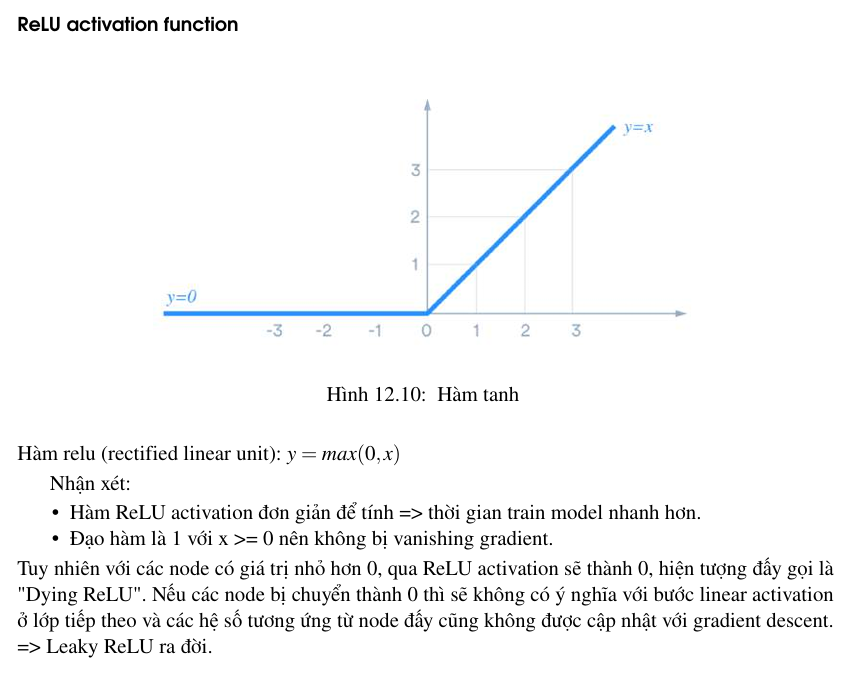 ReLU activation function
y=x
3
2
1
y=0
-3 -2 -1 0 1 2 3
Hình 12.10: Hàm tanh
Hàm relu (rectified linear unit): y = max(0,x)
Nhận xét:
• Hàm ReLU activation đơn giản để tính => thời gian train model nhanh hơn.
• Đạo hàm là 1 với x >= 0 nên không bị vanishing gradient.
Tuy nhiên với các node có giá trị nhỏ hơn 0, qua ReLU activation sẽ thành 0, hiện tượng đấy gọi là
"Dying ReLU". Nếu các node bị chuyển thành 0 thì sẽ không có ý nghĩa với bước linear activation
ở lớp tiếp theo và các hệ số tương ứng từ node đấy cũng không được cập nhật với gradient descent.
=> Leaky ReLU ra đời.